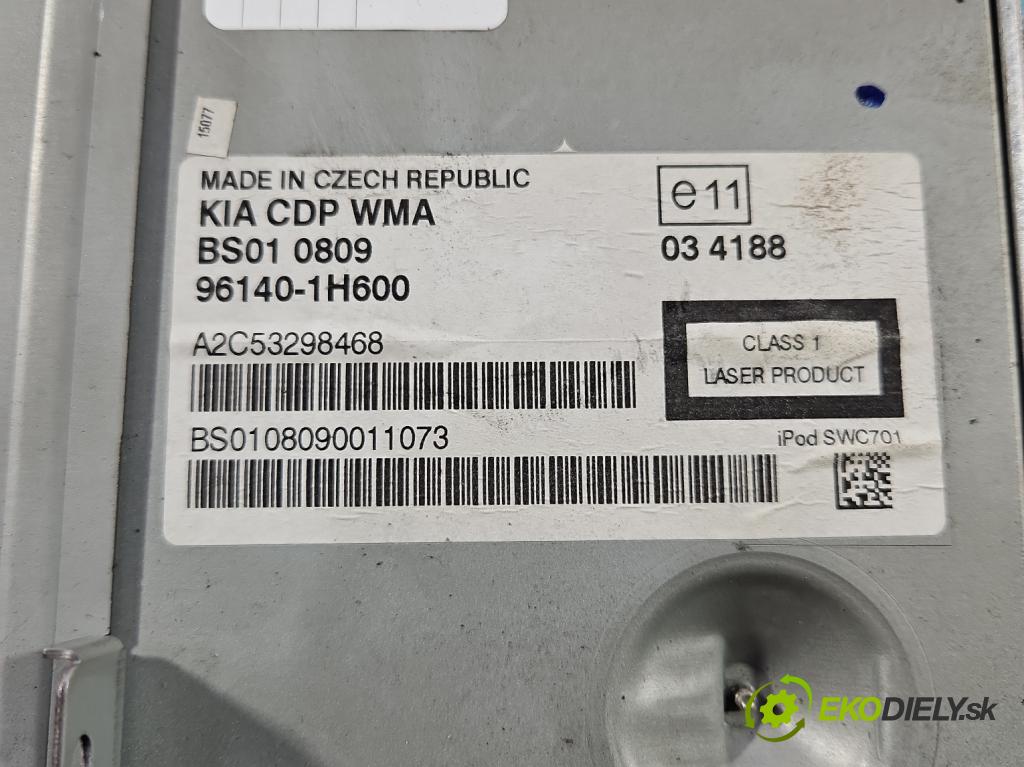 15077
MADE IN CZECH REPUBLIC
KIA CDP WMA
BS01 0809
96140-1H600
e11
03 4188
A2C53298468
CLASS 1
LASER PRODUCT
BS0108090011073
iPod SWC701
EKODIELY.sk